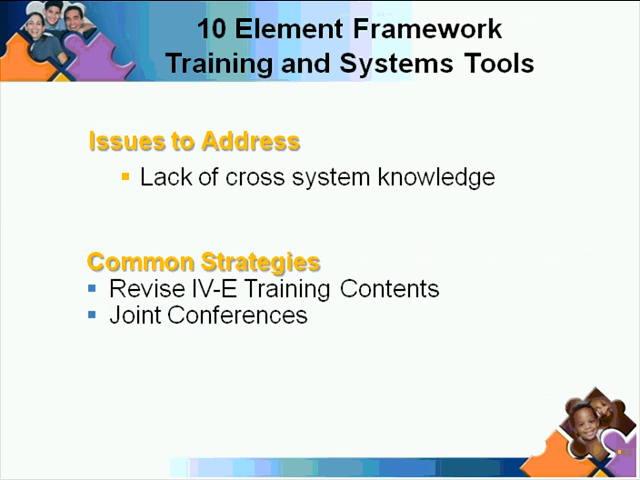 10 Element Framework
Training and Systems Tools
Issues to Address
Lack of cross system knowledge
Common Strategies
Revise IV-E Training Contents
Joint Conferences